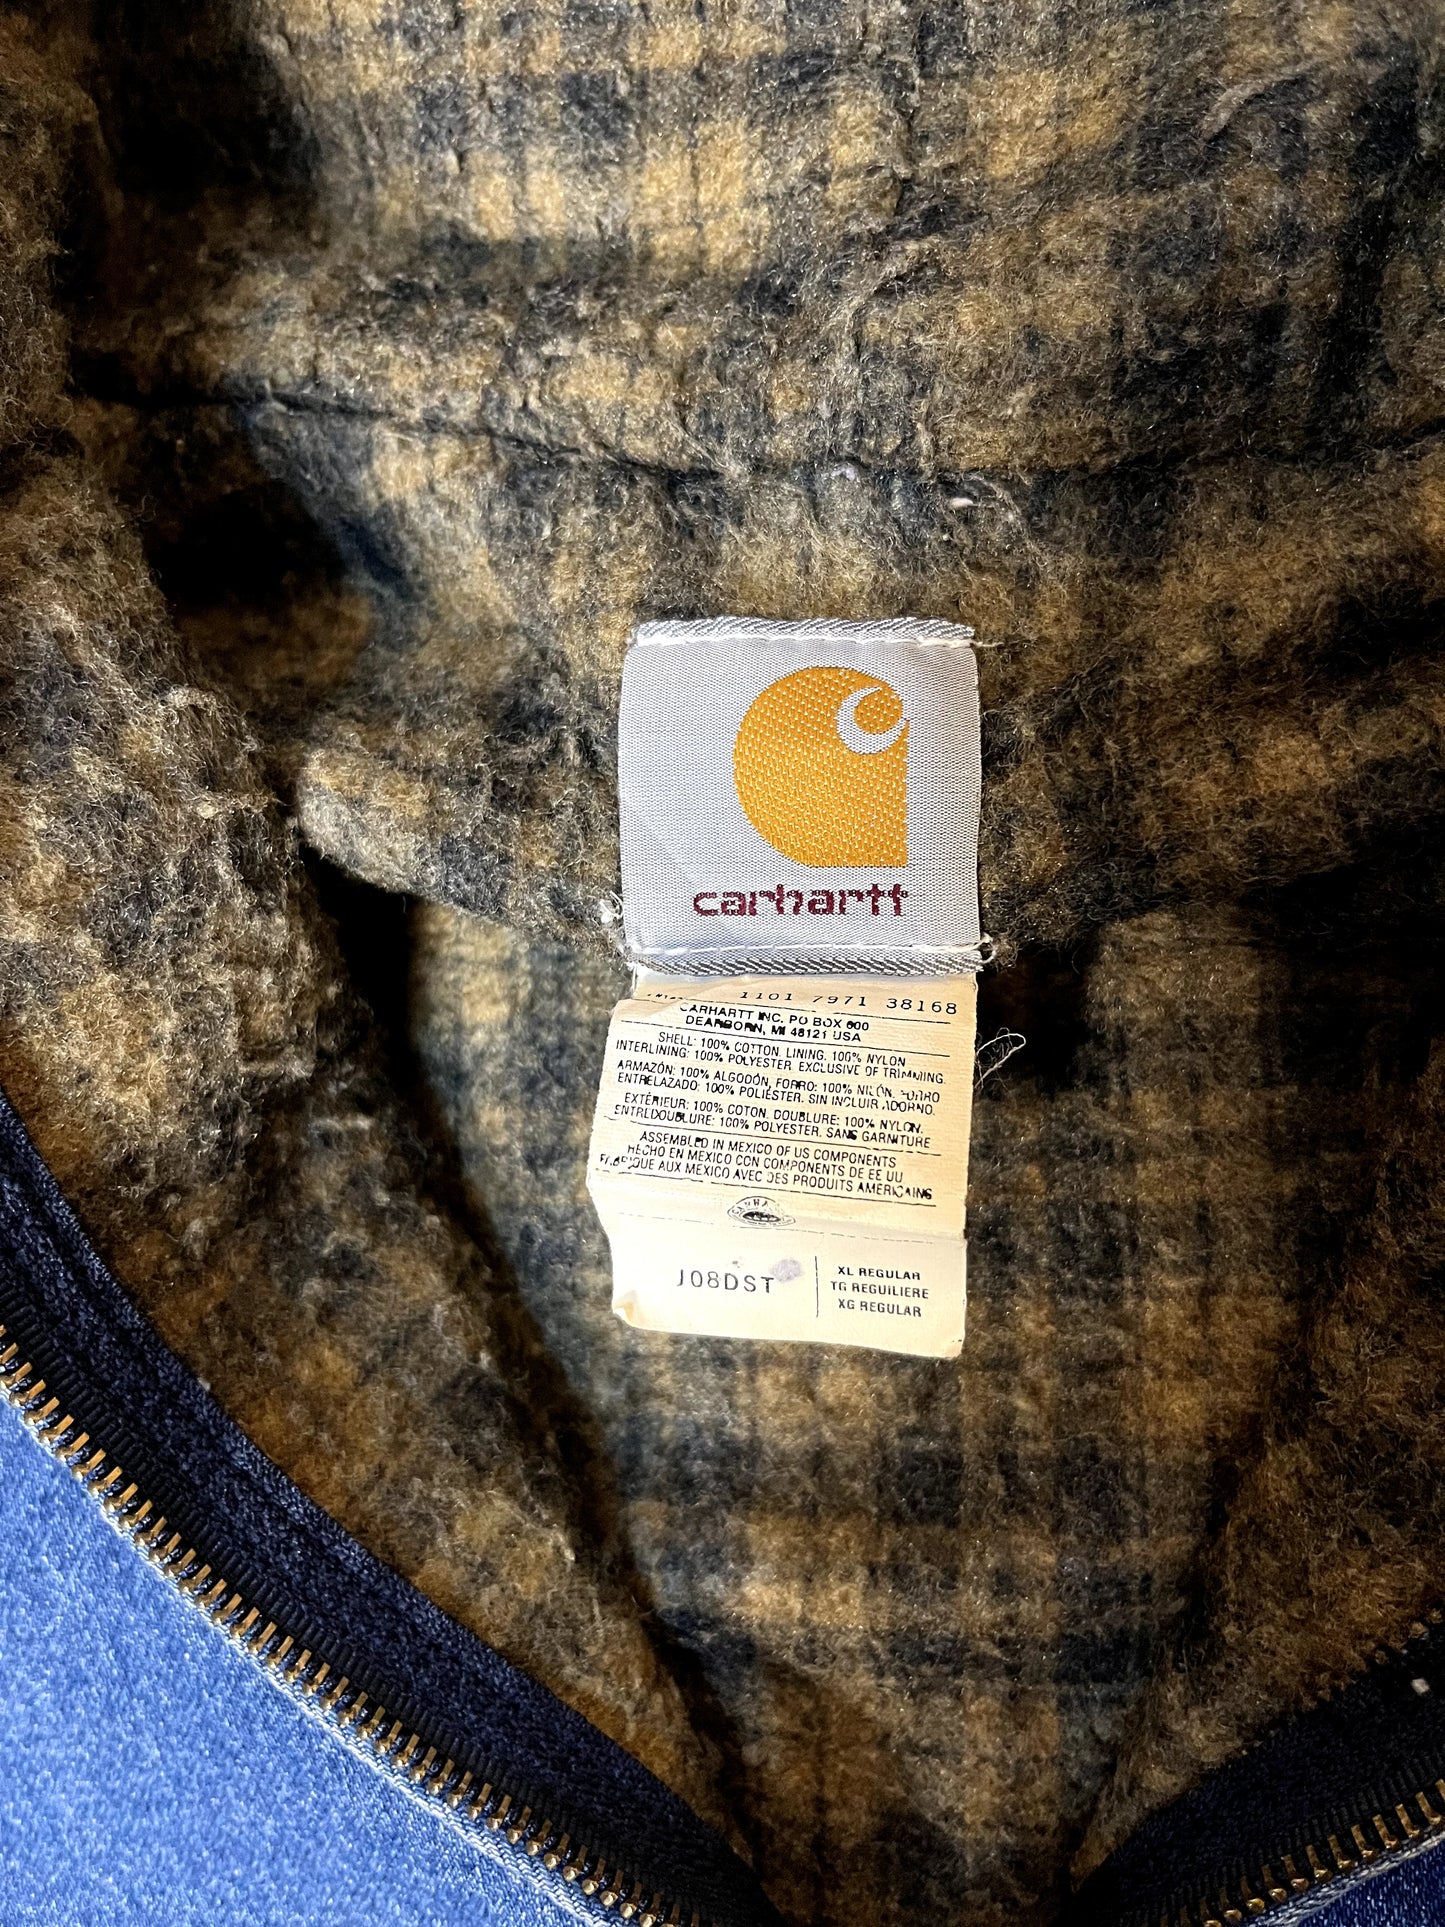 carhartt
1101 7971 38168
CARHARTT INC. PO BOX 600
DEARBORN, MI 48121 USA
SHELL: 100% COTTON. LINING. 100% NYLON
INTERLINING: 100% POLYESTER. EXCLUSIVE OF TRIMMING.
ARMAZÓN: 100% ALGODÓN, FORRO: 100% NILÓN, FORRO
ENTRELAZADO: 100% POLIÉSTER. SIN INCLUIR ADORNO.
EXTÉRIEUR: 100% COTON. DOUBLURE: 100% NYLON.
ENTRLDOUBLURE: 100% POLYESTER. SANS GARNITURE
ASSEMBLED IN MEXICO OF US COMPONENTS
HECHO EN MEXICO CON COMPONENTS DE EE UU
FABRIQUE AUX MEXICO AVEC DES PRODUITS AMERICAINS
J08DST
XL REGULAR
TG REGUILIERE
XG REGULAR